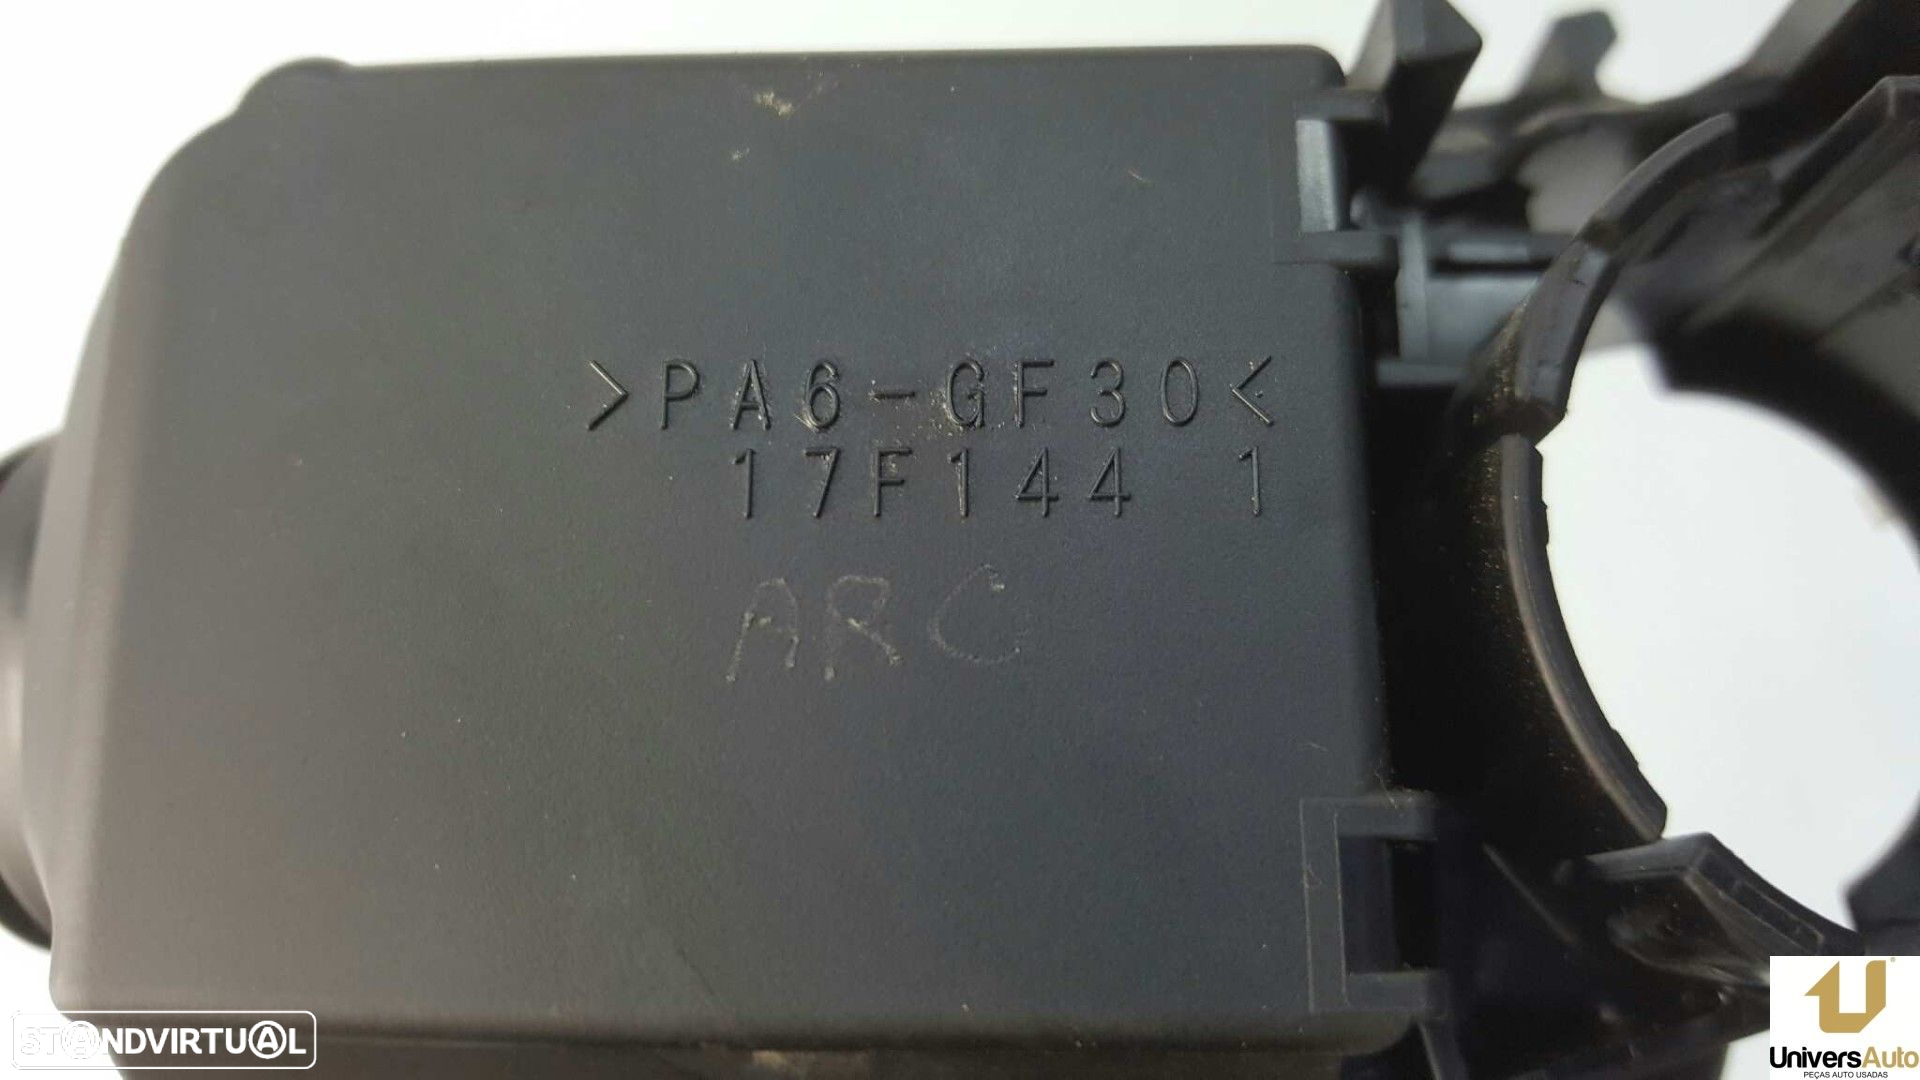 >PA6-GF30<
17F144 1
ARC
STANDVIRTUAL
UniversAuto
PEÇAS AUTO USADAS